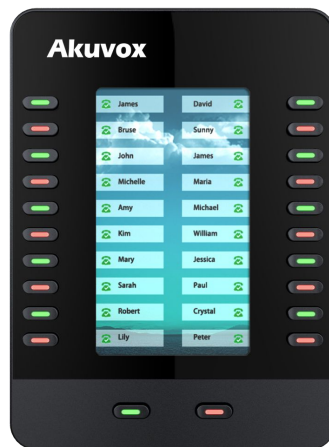 Akuvox
James David
Bruse Sunny
John James
Michelle Maria
Amy Michael
Kim William
Mary Jessica
Sarah Paul
Robert Crystal
Lily Peter